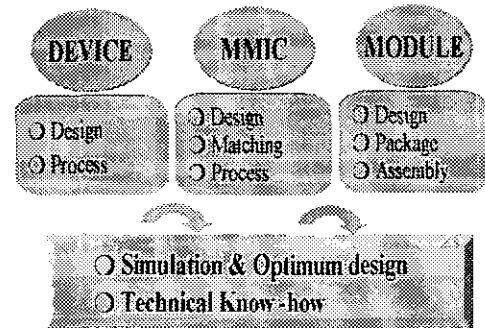 DEVICE MMIC MODULE
❍ Design
❍ Process
❍ Design
❍ Matching
❍ Process
❍ Design
❍ Package
❍ Assembly
❍ Simulation & Optimum design
❍ Technical Know-how